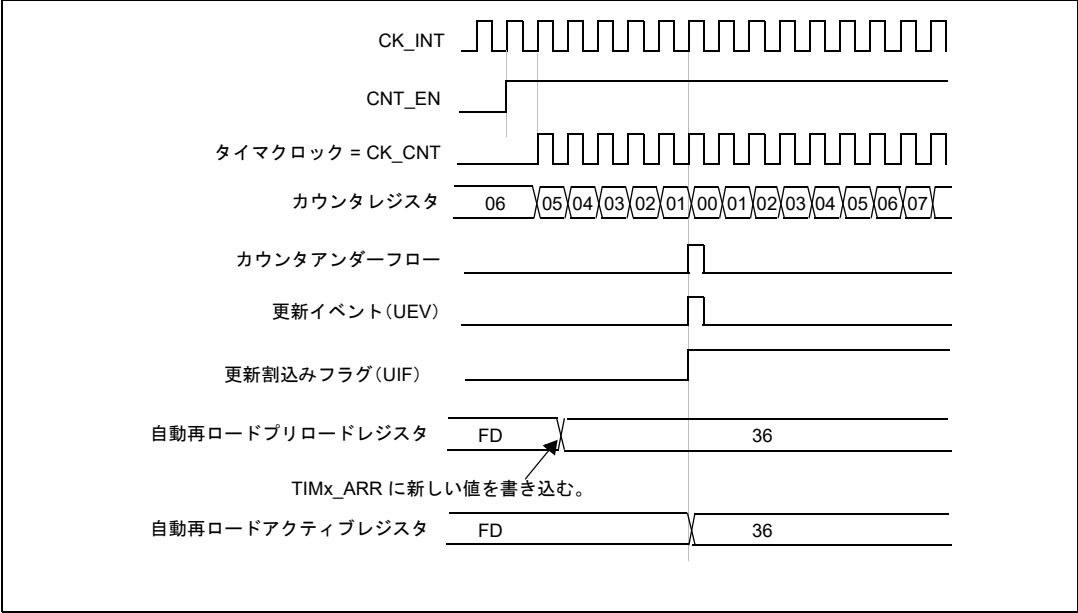 CK_INT
CNT_EN
タイマクロック = CK_CNT
カウンタレジスタ 06 05 04 03 02 01 00 01 02 03 04 05 06 07
カウンタアンダーフロー
更新イベント(UEV)
更新割込みフラグ(UIF)
自動再ロードプリロードレジスタ FD 36
TIMx_ARR に新しい値を書き込む。
自動再ロードアクティブレジスタ FD 36